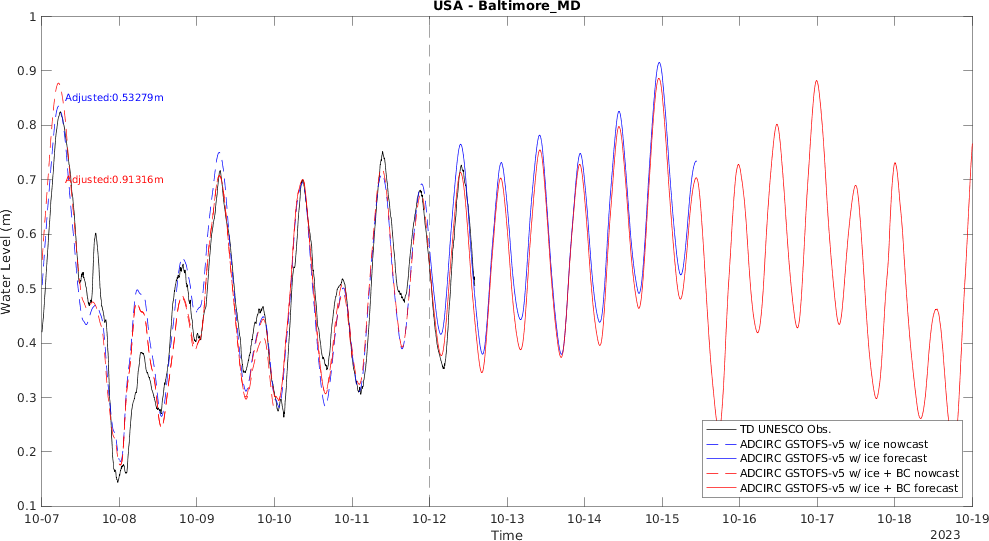 USA - Baltimore_MD
1
0.9
0.8
0.7
0.6
0.5
0.4
0.3
0.2
0.1
Water Level (m)
Adjusted:0.53279m
Adjusted:0.91316m
TD UNESCO Obs.
ADCIRC GSTOFS-v5 w/ ice nowcast
ADCIRC GSTOFS-v5 w/ ice forecast
ADCIRC GSTOFS-v5 w/ ice + BC nowcast
ADCIRC GSTOFS-v5 w/ ice + BC forecast
10-07 10-08 10-09 10-10 10-11 10-12 10-13 10-14 10-15 10-16 10-17 10-18 10-19
Time
2023